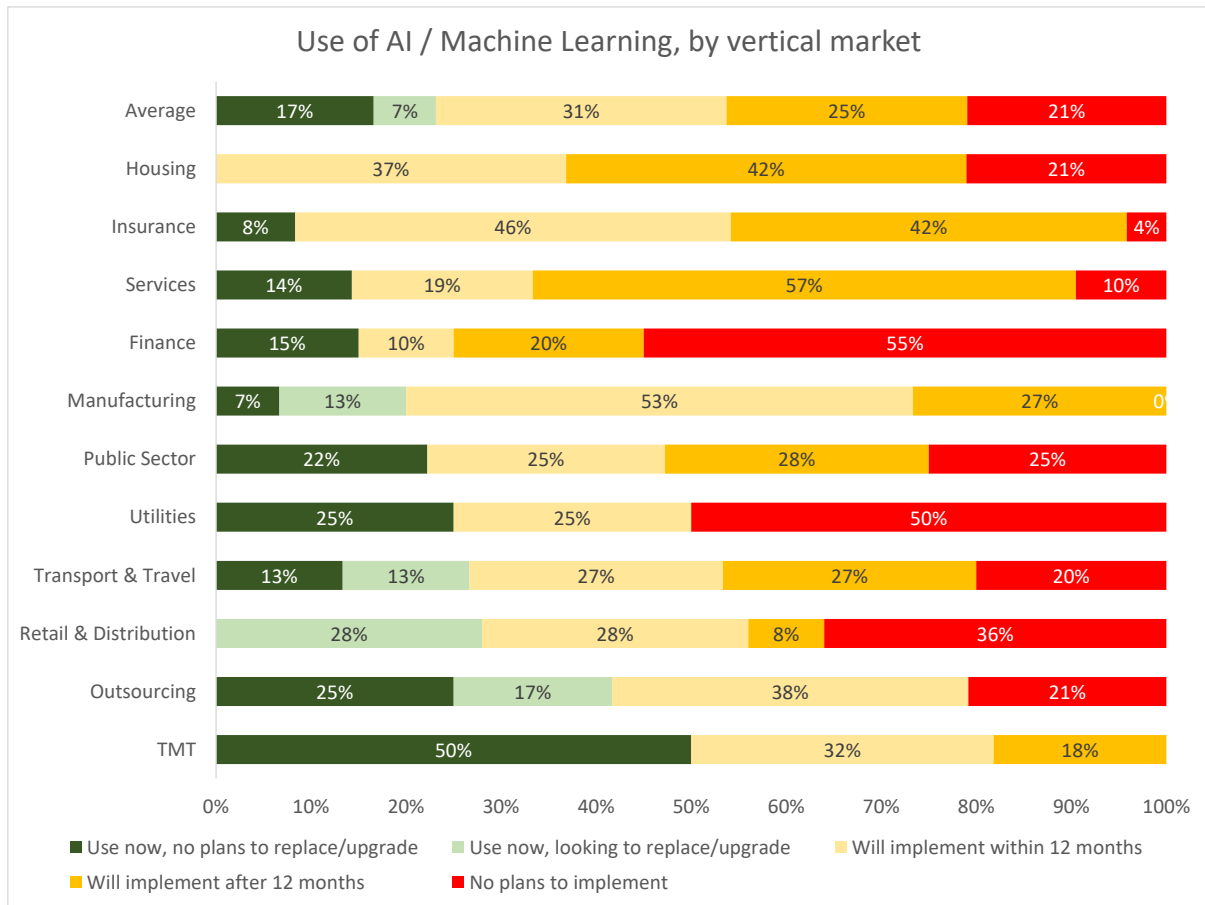 Use of AI / Machine Learning, by vertical market
Average 17% 7% 31% 25% 21%
Housing 37% 42% 21%
Insurance 8% 46% 42% 4%
Services 14% 19% 57% 10%
Finance 15% 10% 20% 55%
Manufacturing 7% 13% 53% 27% 0%
Public Sector 22% 25% 28% 25%
Utilities 25% 25% 50%
Transport & Travel 13% 13% 27% 27% 20%
Retail & Distribution 28% 28% 8% 36%
Outsourcing 25% 17% 38% 21%
TMT 50% 32% 18%
0% 10% 20% 30% 40% 50% 60% 70% 80% 90% 100%
Use now, no plans to replace/upgrade Use now, looking to replace/upgrade Will implement within 12 months
Will implement after 12 months No plans to implement